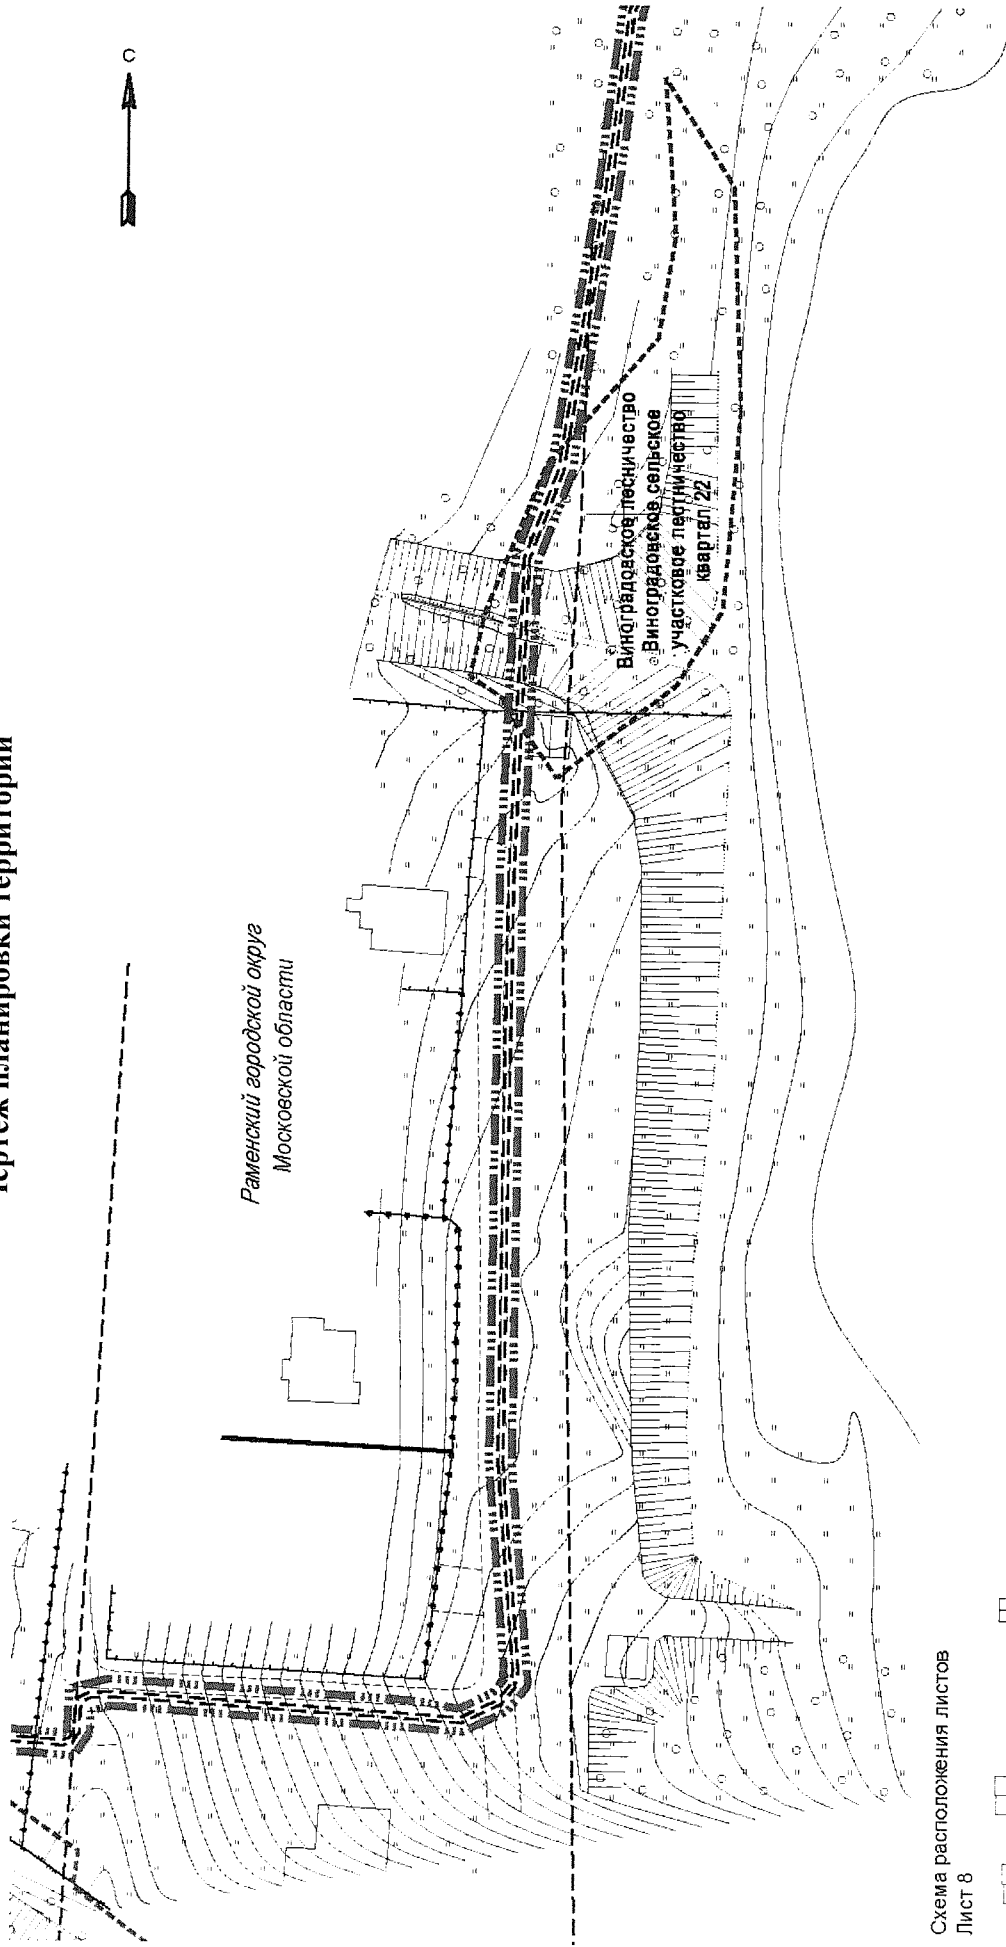 Чертеж планировки территории
С
Раменский городской округ
Московской области
Виноградовское лесничество
Виноградовское сельское
участковое лестничество
квартал 22
Схема расположения листов
Лист 8